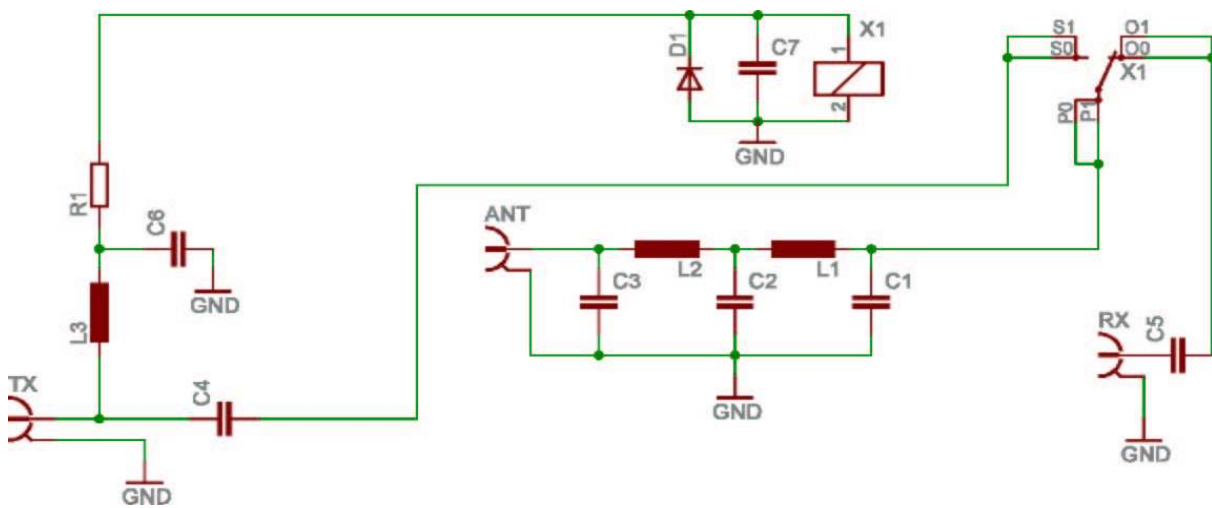 D1
C7
X1
1
2
GND
S1
S0
O1
O0
X1
P0
P1
R1
C6
GND
L3
ANT
C3
L2
C2
L1
C1
GND
RX
C5
GND
TX
C4
GND